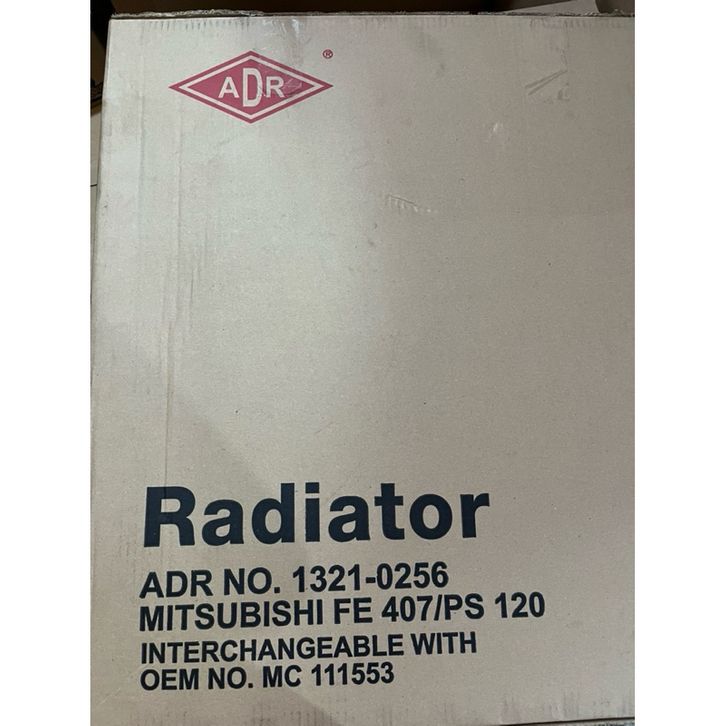 ADR ®
Radiator
ADR NO. 1321-0256
MITSUBISHI FE 407/PS 120
INTERCHANGEABLE WITH
OEM NO. MC 111553